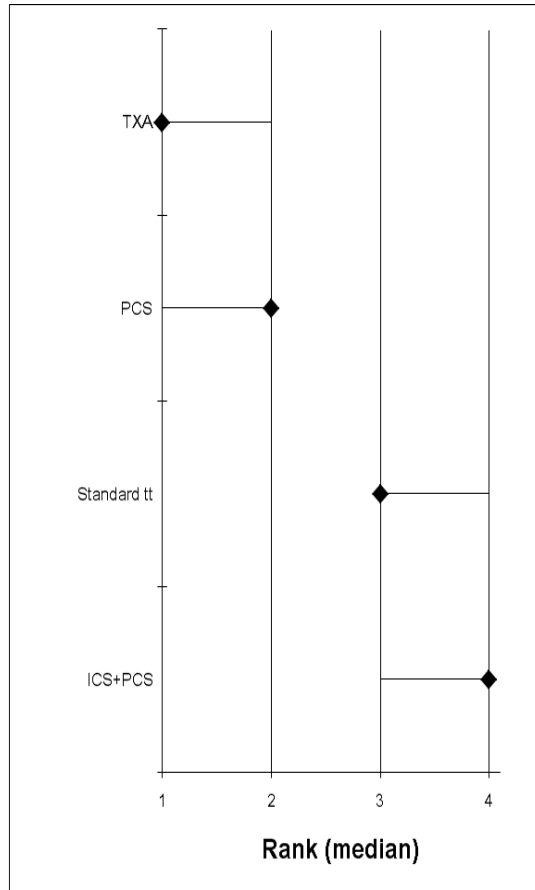 TXA
PCS
Standard tt
ICS+PCS
1 2 3 4
Rank (median)